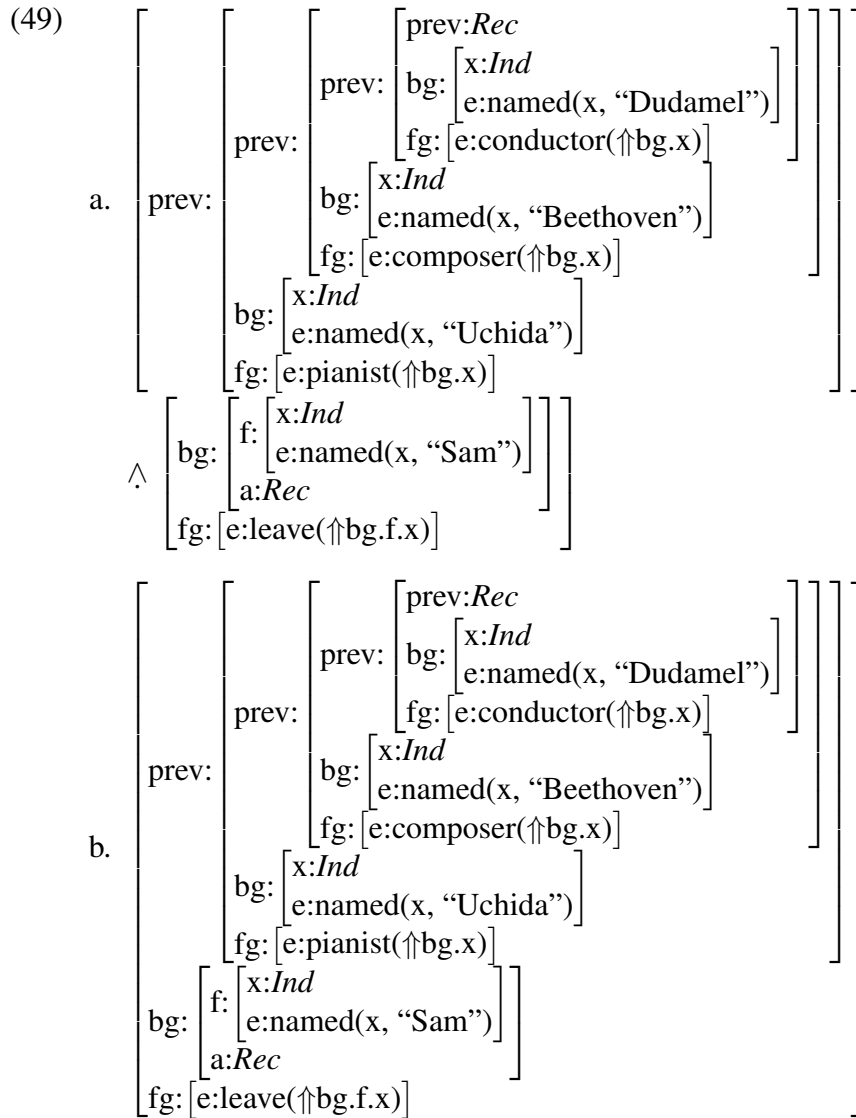 (49)
prev:Rec
x:Ind
prev: bg:
e:named(x, “Dudamel”)
prev: fg:[e:conductor(⇑bg.x)]
x:Ind
a. prev: bg:
e:named(x, “Beethoven”)
fg:[e:composer(⇑bg.x)]
x:Ind
bg:
e:named(x, “Uchida”)
fg:[e:pianist(⇑bg.x)]
x:Ind
f:
bg: e:named(x, “Sam”)
∧. a:Rec
fg:[e:leave(⇑bg.f.x)]
prev:Rec
x:Ind
prev: bg:
e:named(x, “Dudamel”)
prev: fg:[e:conductor(⇑bg.x)]
x:Ind
prev: bg:
e:named(x, “Beethoven”)
fg:[e:composer(⇑bg.x)]
b. x:Ind
bg:
e:named(x, “Uchida”)
fg:[e:pianist(⇑bg.x)]
x:Ind
f:
bg: e:named(x, “Sam”)
a:Rec
fg:[e:leave(⇑bg.f.x)]